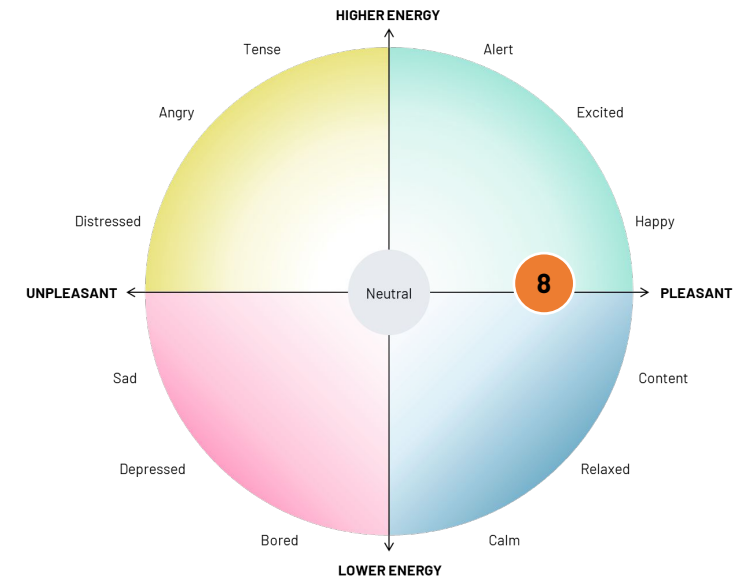 HIGHER ENERGY
Tense
Alert
Angry
Excited
Distressed
Happy
8
UNPLEASANT
Neutral
PLEASANT
Sad
Content
Depressed
Relaxed
Bored
Calm
LOWER ENERGY